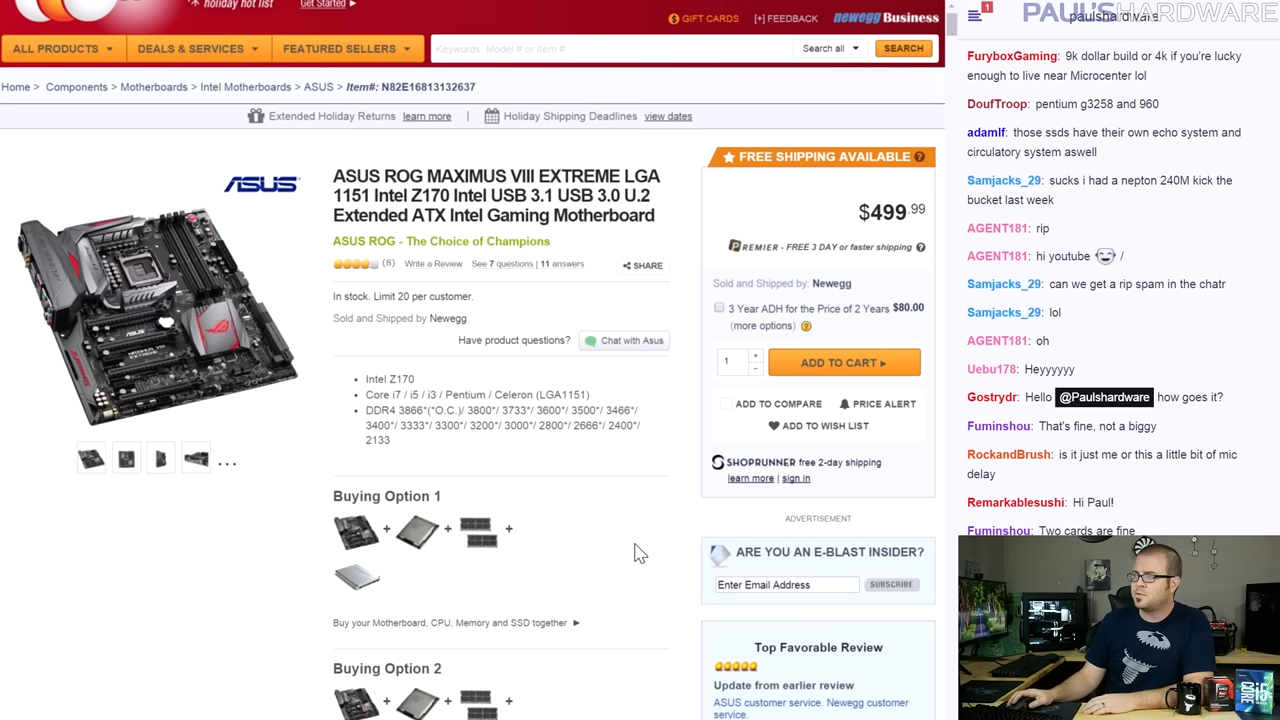 holiday hot list
Get Started ▶
GIFT CARDS
[+] FEEDBACK
newegg Business
ALL PRODUCTS
DEALS & SERVICES
FEATURED SELLERS
Keywords, Model # or Item #
Search all
SEARCH
Home > Components > Motherboards > Intel Motherboards > ASUS > Item#: N82E16813132637
Extended Holiday Returns learn more | Holiday Shipping Deadlines view dates
ASUS
ASUS ROG MAXIMUS VIII EXTREME LGA
1151 Intel Z170 Intel USB 3.1 USB 3.0 U.2
Extended ATX Intel Gaming Motherboard
ASUS ROG - The Choice of Champions
(8) Write a Review See 7 questions | 11 answers
SHARE
In stock. Limit 20 per customer.
Sold and Shipped by Newegg
Have product questions?
Chat with Asus
• Intel Z170
• Core i7 / i5 / i3 / Pentium / Celeron (LGA1151)
• DDR4 3866*(*O.C.)/ 3800*/ 3733*/ 3600*/ 3500*/ 3466*/
3400*/ 3333*/ 3300*/ 3200*/ 3000*/ 2800*/ 2666*/ 2400*/
2133
...
Buying Option 1
+ + +
Buy your Motherboard, CPU, Memory and SSD together ▶
Buying Option 2
+ + +
FREE SHIPPING AVAILABLE ?
$499.99
PREMIER - FREE 3 DAY or faster shipping ?
Sold and Shipped by: Newegg
3 Year ADH for the Price of 2 Years $80.00
(more options) ?
1
+
-
ADD TO CART ▶
ADD TO COMPARE
PRICE ALERT
ADD TO WISH LIST
SHOPRUNNER free 2-day shipping
learn more | sign in
ADVERTISEMENT
ARE YOU AN E-BLAST INSIDER?
Enter Email Address
SUBSCRIBE
Top Favorable Review
Update from earlier review
ASUS customer service. Newegg customer
service.
1
PAUL'S HARDWARE
paulshardware
FuryboxGaming: 9k dollar build or 4k if you're lucky
enough to live near Microcenter lol
DoufTroop: pentium g3258 and 960
adamlf: those ssds have their own echo system and
circulatory system aswell
Samjacks_29: sucks i had a nepton 240M kick the
bucket last week
AGENT181: rip
AGENT181: hi youtube /
Samjacks_29: can we get a rip spam in the chatr
Samjacks_29: lol
AGENT181: oh
Uebu178: Heyyyyyy
Gostrydr: Hello @Paulshardware how goes it?
Fuminshou: That's fine, not a biggy
RockandBrush: is it just me or this a little bit of mic
delay
Remarkablesushi: Hi Paul!
Fuminshou: Two cards are fine